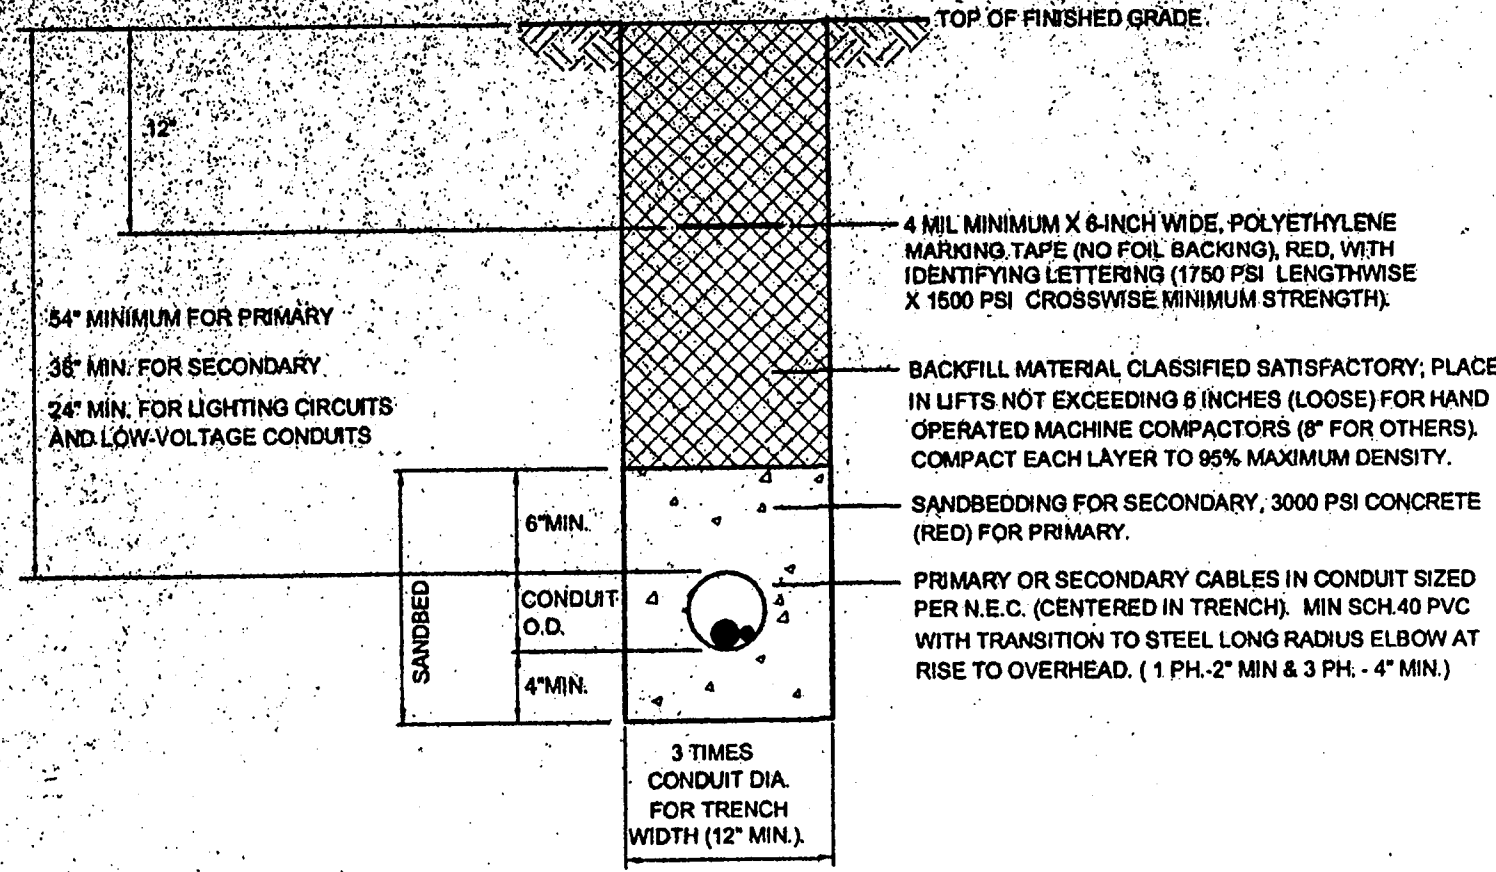 TOP OF FINISHED GRADE.
12"
4 MIL MINIMUM X 6-INCH WIDE, POLYETHYLENE
MARKING TAPE (NO FOIL BACKING), RED, WITH
IDENTIFYING LETTERING (1750 PSI LENGTHWISE
X 1500 PSI CROSSWISE MINIMUM STRENGTH).
54" MINIMUM FOR PRIMARY
36" MIN. FOR SECONDARY
24" MIN. FOR LIGHTING CIRCUITS
AND LOW-VOLTAGE CONDUITS
BACKFILL MATERIAL CLASSIFIED SATISFACTORY; PLACE
IN LIFTS NOT EXCEEDING 6 INCHES (LOOSE) FOR HAND
OPERATED MACHINE COMPACTORS (8" FOR OTHERS).
COMPACT EACH LAYER TO 95% MAXIMUM DENSITY.
SANDBEDDING FOR SECONDARY, 3000 PSI CONCRETE
(RED) FOR PRIMARY.
6"MIN.
SANDBED
CONDUIT
O.D.
4"MIN.
PRIMARY OR SECONDARY CABLES IN CONDUIT SIZED
PER N.E.C. (CENTERED IN TRENCH). MIN SCH.40 PVC
WITH TRANSITION TO STEEL LONG RADIUS ELBOW AT
RISE TO OVERHEAD. ( 1 PH.-2" MIN & 3 PH. - 4" MIN.)
3 TIMES
CONDUIT DIA.
FOR TRENCH
WIDTH (12" MIN.).